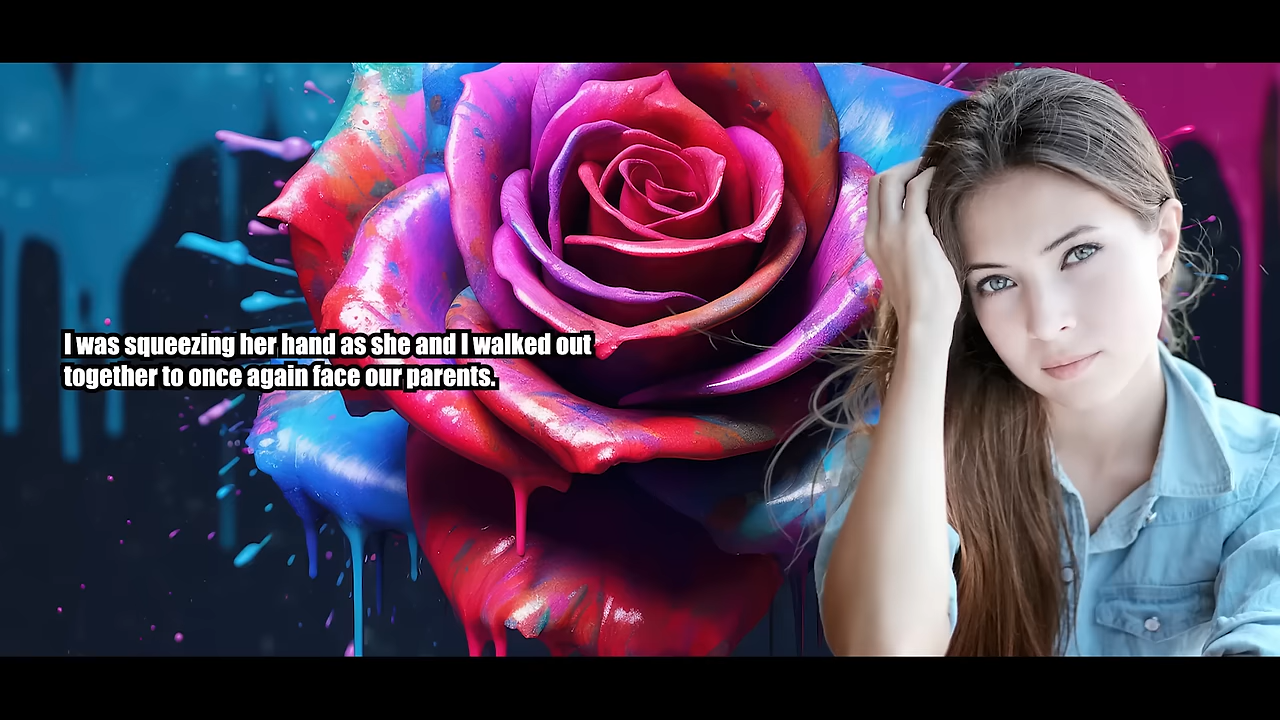 I was squeezing her hand as she and I walked out
together to once again face our parents.